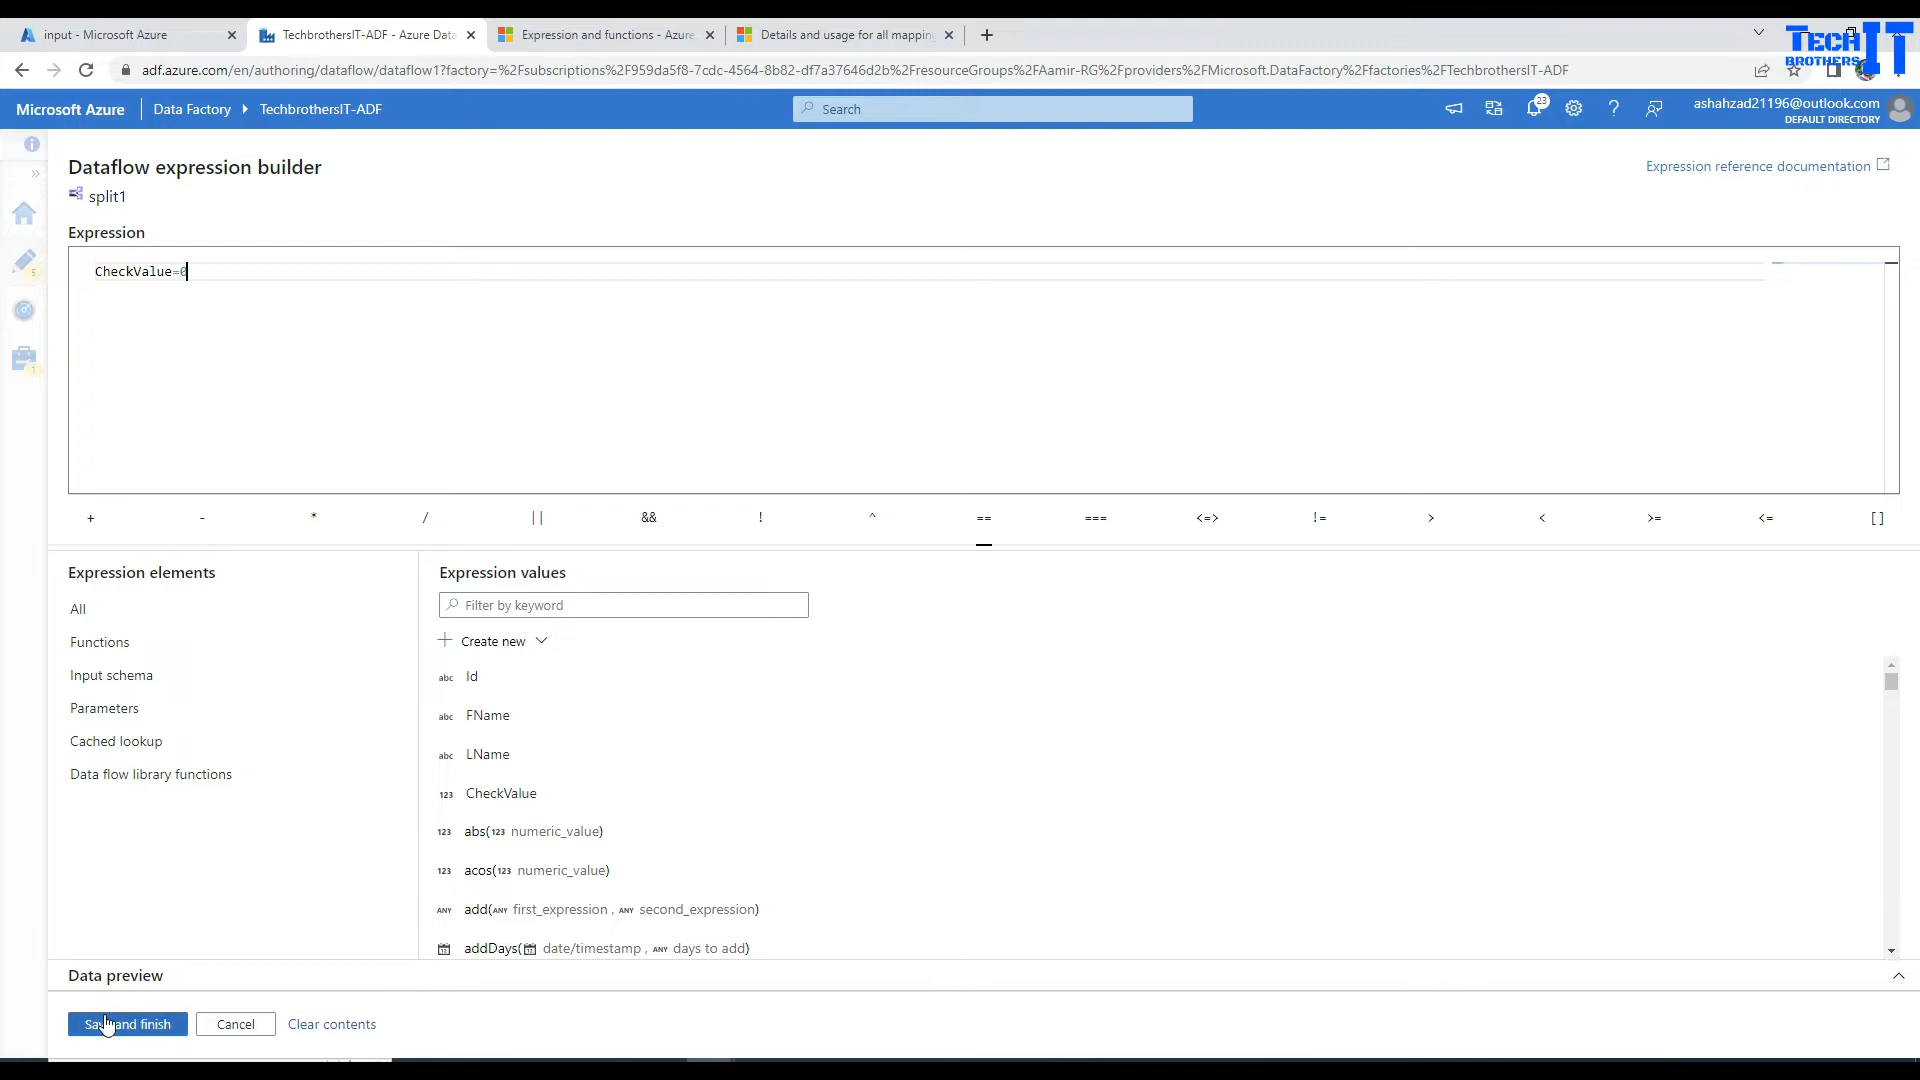 input - Microsoft Azure
TechbrothersIT-ADF - Azure Data
Expression and functions - Azure
Details and usage for all mapping
TECH
BROTHERS
IT
adf.azure.com/en/authoring/dataflow/dataflow1?factory=%2Fsubscriptions%2F959da5f8-7cdc-4564-8b82-df7a37646d2b%2FresourceGroups%2FAamir-RG%2Fproviders%2FMicrosoft.DataFactory%2Ffactories%2FTechbrothersIT-ADF
Microsoft Azure
Data Factory
TechbrothersIT-ADF
Search
23
ashahzad21196@outlook.com
DEFAULT DIRECTORY
Dataflow expression builder
Expression reference documentation
split1
Expression
CheckValue=0
5
1
+ - * / || && ! ^ == === <=> != > < >= <= []
Expression elements
All
Functions
Input schema
Parameters
Cached lookup
Data flow library functions
Expression values
Filter by keyword
Create new
abc Id
abc FName
abc LName
123 CheckValue
123 abs(123 numeric_value)
123 acos(123 numeric_value)
ANY add(ANY first_expression , ANY second_expression)
addDays( date/timestamp , ANY days to add)
Data preview
Save and finish
Cancel
Clear contents